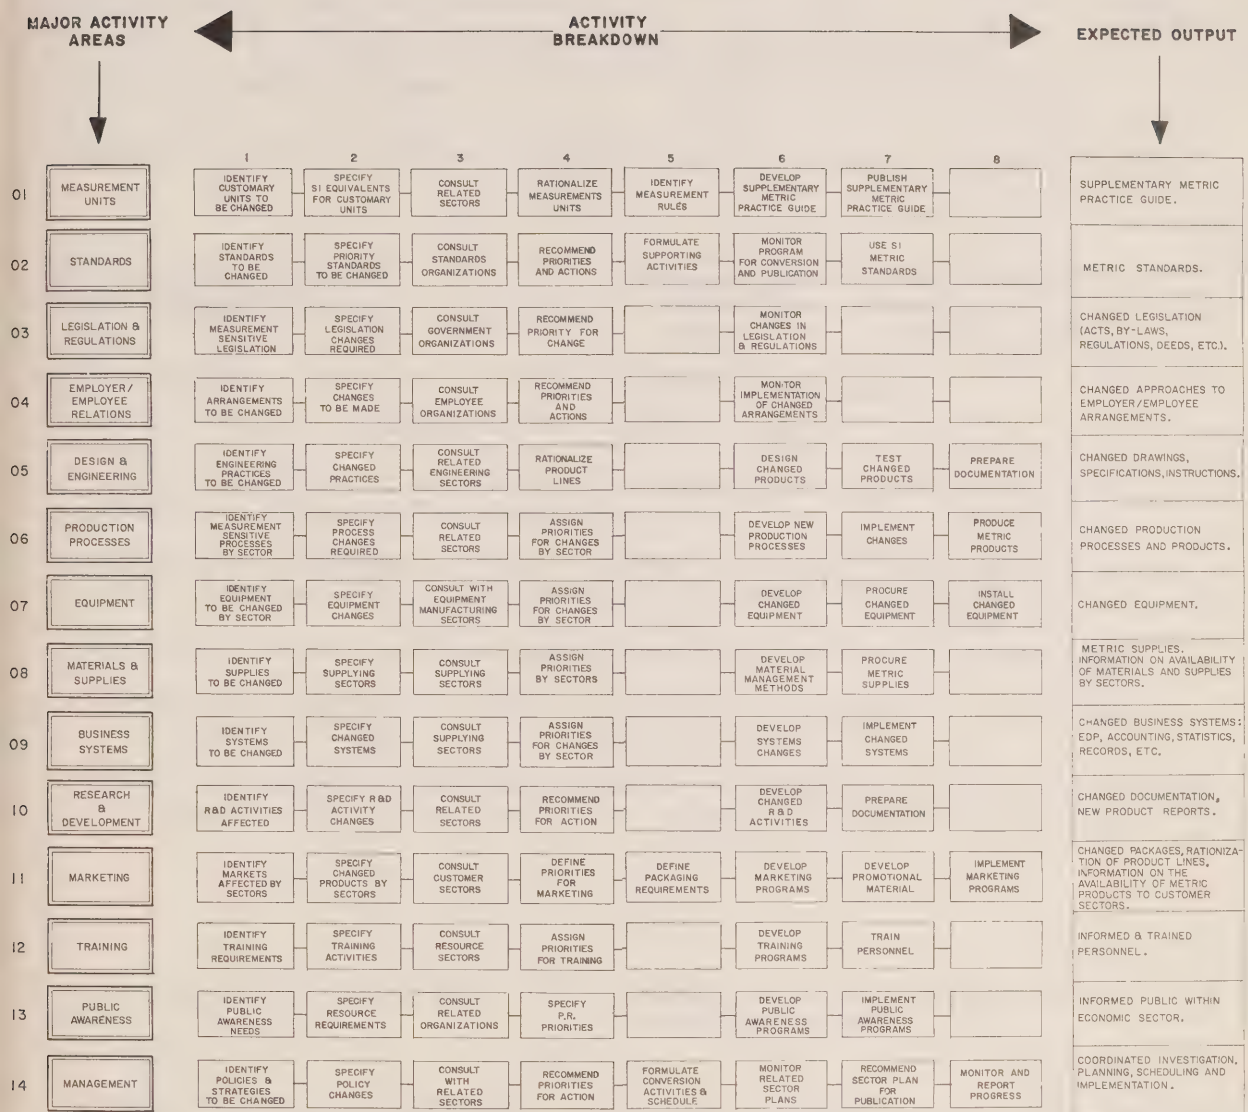 MAJOR ACTIVITY
AREAS
ACTIVITY
BREAKDOWN
EXPECTED OUTPUT
1 2 3 4 5 6 7 8
01
MEASUREMENT
UNITS
IDENTIFY
CUSTOMARY
UNITS TO
BE CHANGED
SPECIFY
SI EQUIVALENTS
FOR CUSTOMARY
UNITS
CONSULT
RELATED
SECTORS
RATIONALIZE
MEASUREMENTS
UNITS
IDENTIFY
MEASUREMENT
RULES
DEVELOP
SUPPLEMENTARY
METRIC
PRACTICE GUIDE
PUBLISH
SUPPLEMENTARY
METRIC
PRACTICE GUIDE
SUPPLEMENTARY METRIC
PRACTICE GUIDE.
02
STANDARDS
IDENTIFY
STANDARDS
TO BE
CHANGED
SPECIFY
PRIORITY
STANDARDS
TO BE CHANGED
CONSULT
STANDARDS
ORGANIZATIONS
RECOMMEND
PRIORITIES
AND ACTIONS
FORMULATE
SUPPORTING
ACTIVITIES
MONITOR
PROGRAM
FOR CONVERSION
AND PUBLICATION
USE SI
METRIC
STANDARDS
METRIC STANDARDS.
03
LEGISLATION &
REGULATIONS
IDENTIFY
MEASUREMENT
SENSITIVE
LEGISLATION
SPECIFY
LEGISLATION
CHANGES
REQUIRED
CONSULT
GOVERNMENT
ORGANIZATIONS
RECOMMEND
PRIORITY FOR
CHANGE
MONITOR
CHANGES IN
LEGISLATION
& REGULATIONS
CHANGED LEGISLATION
(ACTS, BY-LAWS,
REGULATIONS, DEEDS, ETC.).
04
EMPLOYER/
EMPLOYEE
RELATIONS
IDENTIFY
ARRANGEMENTS
TO BE CHANGED
SPECIFY
CHANGES
TO BE MADE
CONSULT
EMPLOYEE
ORGANIZATIONS
RECOMMEND
PRIORITIES
AND
ACTIONS
MONITOR
IMPLEMENTATION
OF CHANGED
ARRANGEMENTS
CHANGED APPROACHES TO
EMPLOYER/EMPLOYEE
ARRANGEMENTS.
05
DESIGN &
ENGINEERING
IDENTIFY
ENGINEERING
PRACTICES
TO BE CHANGED
SPECIFY
CHANGED
PRACTICES
CONSULT
RELATED
ENGINEERING
SECTORS
RATIONALIZE
PRODUCT
LINES
DESIGN
CHANGED
PRODUCTS
TEST
CHANGED
PRODUCTS
PREPARE
DOCUMENTATION
CHANGED DRAWINGS,
SPECIFICATIONS, INSTRUCTIONS.
06
PRODUCTION
PROCESSES
IDENTIFY
MEASUREMENT
SENSITIVE
PROCESSES
BY SECTOR
SPECIFY
PROCESS
CHANGES
REQUIRED
CONSULT
RELATED
SECTORS
ASSIGN
PRIORITIES
FOR CHANGES
BY SECTOR
DEVELOP NEW
PRODUCTION
PROCESSES
IMPLEMENT
CHANGES
PRODUCE
METRIC
PRODUCTS
CHANGED PRODUCTION
PROCESSES AND PRODUCTS.
07
EQUIPMENT
IDENTIFY
EQUIPMENT
TO BE CHANGED
BY SECTOR
SPECIFY
EQUIPMENT
CHANGES
CONSULT WITH
EQUIPMENT
MANUFACTURING
SECTORS
ASSIGN
PRIORITIES
FOR CHANGES
BY SECTOR
DEVELOP
CHANGED
EQUIPMENT
PROCURE
CHANGED
EQUIPMENT
INSTALL
CHANGED
EQUIPMENT
CHANGED EQUIPMENT.
08
MATERIALS &
SUPPLIES
IDENTIFY
SUPPLIES
TO BE CHANGED
SPECIFY
SUPPLYING
SECTORS
CONSULT
SUPPLYING
SECTORS
ASSIGN
PRIORITIES
BY SECTORS
DEVELOP
MATERIAL
MANAGEMENT
METHODS
PROCURE
METRIC
SUPPLIES
METRIC SUPPLIES.
INFORMATION ON AVAILABILITY
OF MATERIALS AND SUPPLIES
BY SECTORS.
09
BUSINESS
SYSTEMS
IDENTIFY
SYSTEMS
TO BE CHANGED
SPECIFY
CHANGED
SYSTEMS
CONSULT
SUPPLYING
SECTORS
ASSIGN
PRIORITIES
FOR CHANGES
BY SECTOR
DEVELOP
SYSTEMS
CHANGES
IMPLEMENT
CHANGED
SYSTEMS
CHANGED BUSINESS SYSTEMS:
EDP, ACCOUNTING, STATISTICS,
RECORDS, ETC.
10
RESEARCH
&
DEVELOPMENT
IDENTIFY
R&D ACTIVITIES
AFFECTED
SPECIFY R&D
ACTIVITY
CHANGES
CONSULT
RELATED
SECTORS
RECOMMEND
PRIORITIES
FOR ACTION
DEVELOP
CHANGED
R&D
ACTIVITIES
PREPARE
DOCUMENTATION
CHANGED DOCUMENTATION,
NEW PRODUCT REPORTS.
11
MARKETING
IDENTIFY
MARKETS
AFFECTED BY
SECTORS
SPECIFY
CHANGED
PRODUCTS BY
SECTORS
CONSULT
CUSTOMER
SECTORS
DEFINE
PRIORITIES
FOR
MARKETING
DEFINE
PACKAGING
REQUIREMENTS
DEVELOP
MARKETING
PROGRAMS
DEVELOP
PROMOTIONAL
MATERIAL
IMPLEMENT
MARKETING
PROGRAMS
CHANGED PACKAGES, RATIONIZA-
TION OF PRODUCT LINES,
INFORMATION ON THE
AVAILABILITY OF METRIC
PRODUCTS TO CUSTOMER
SECTORS.
12
TRAINING
IDENTIFY
TRAINING
REQUIREMENTS
SPECIFY
TRAINING
ACTIVITIES
CONSULT
RESOURCE
SECTORS
ASSIGN
PRIORITIES
FOR TRAINING
DEVELOP
TRAINING
PROGRAMS
TRAIN
PERSONNEL
INFORMED & TRAINED
PERSONNEL.
13
PUBLIC
AWARENESS
IDENTIFY
PUBLIC
AWARENESS
NEEDS
SPECIFY
RESOURCE
REQUIREMENTS
CONSULT
RELATED
ORGANIZATIONS
SPECIFY
P.R.
PRIORITIES
DEVELOP
PUBLIC
AWARENESS
PROGRAMS
IMPLEMENT
PUBLIC
AWARENESS
PROGRAMS
INFORMED PUBLIC WITHIN
ECONOMIC SECTOR.
14
MANAGEMENT
IDENTIFY
POLICIES &
STRATEGIES
TO BE CHANGED
SPECIFY
POLICY
CHANGES
CONSULT
WITH
RELATED
SECTORS
RECOMMEND
PRIORITIES
FOR ACTION
FORMULATE
CONVERSION
ACTIVITIES &
SCHEDULE
MONITOR
RELATED
SECTOR
PLANS
RECOMMEND
SECTOR PLAN
FOR
PUBLICATION
MONITOR AND
REPORT
PROGRESS
COORDINATED INVESTIGATION,
PLANNING, SCHEDULING AND
IMPLEMENTATION.